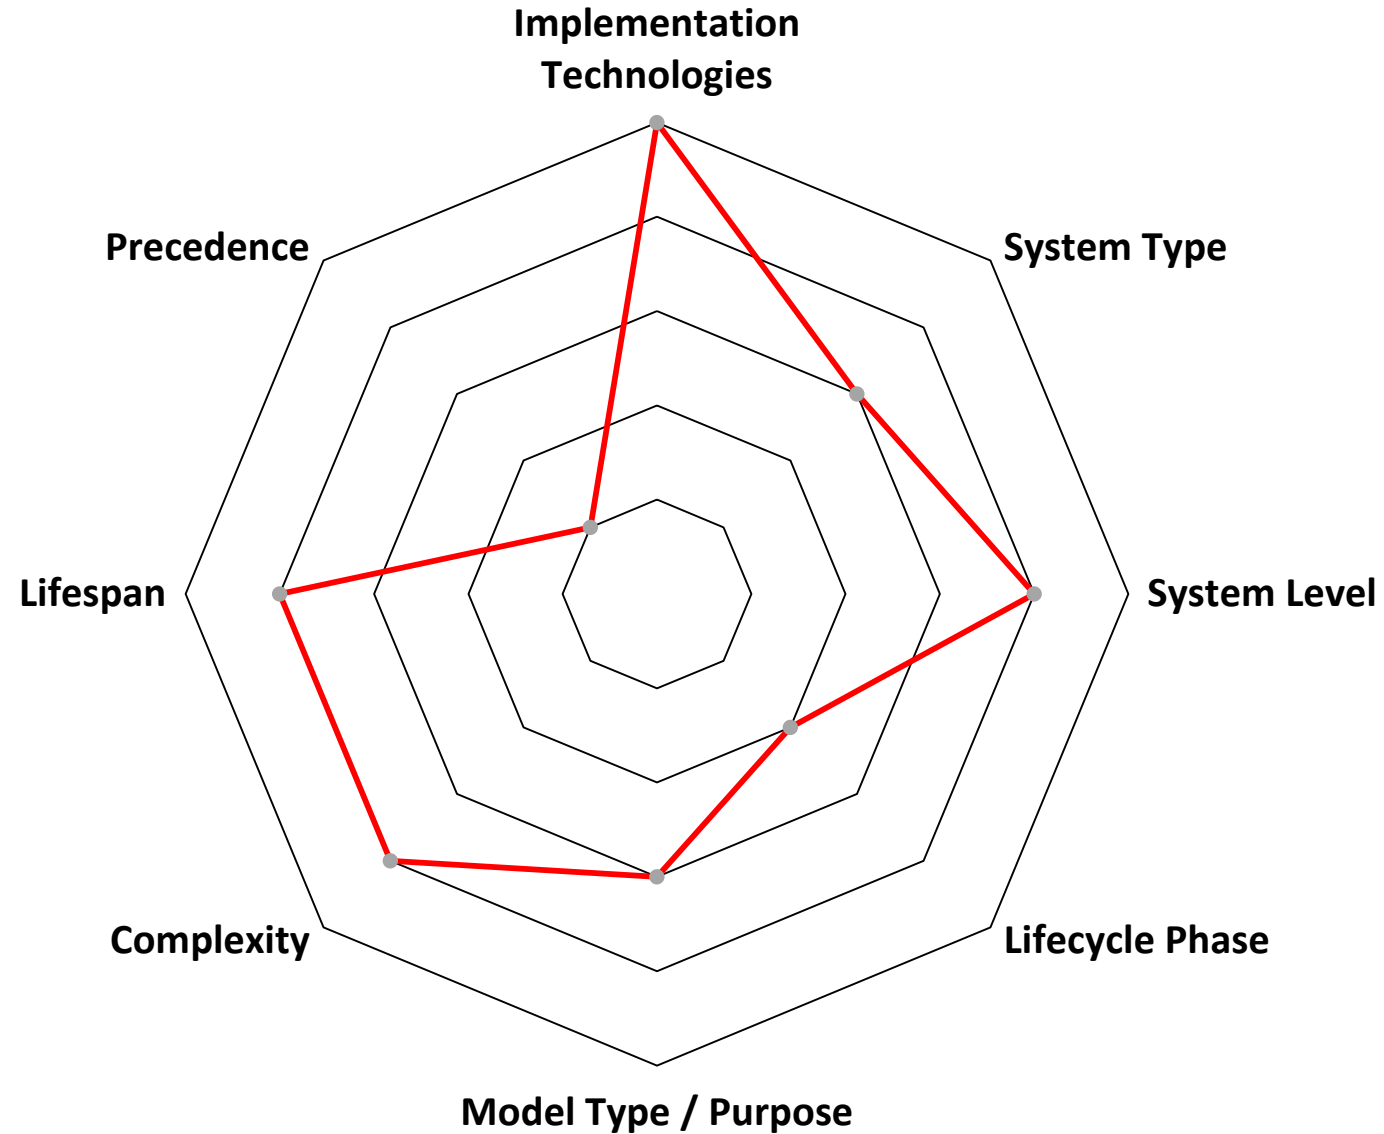 Implementation
Technologies
Precedence
System Type
Lifespan
System Level
Complexity
Lifecycle Phase
Model Type / Purpose